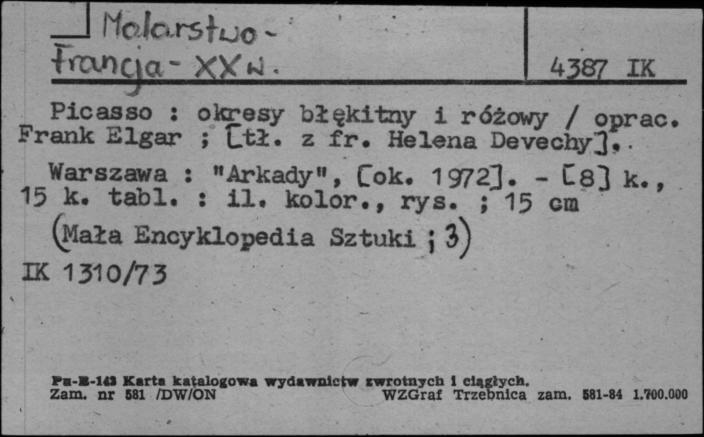 Malarstwo -
Francja - XX w.
4387 IK
Picasso : okresy błękitny i różowy / oprac.
Frank Elgar ; [tł. z fr. Helena Devechy].
Warszawa : "Arkady", [ok. 1972]. - [8] k.,
15 k. tabl. : il. kolor., rys. ; 15 cm
(Mała Encyklopedia Sztuki ; 3)
IK 1310/73
Pu-B-143 Karta katalogowa wydawnictw zwrotnych i ciągłych.
Zam. nr 581 /DW/ON WZGraf Trzebnica zam. 581-84 1.700.000